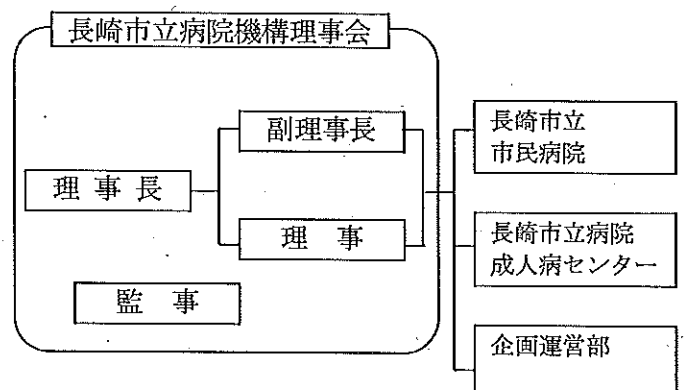 長崎市立病院機構理事会
副理事長
理事長
理事
監事
長崎市立
市民病院
長崎市立病院
成人病センター
企画運営部